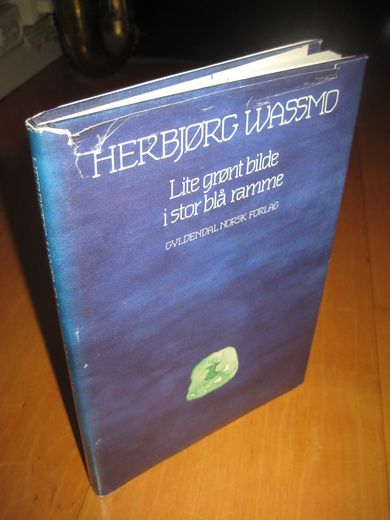 HERBJØRG WASSMO
Lite grønt bilde
i stor blå ramme
GYLDENDAL NORSK FORLAG